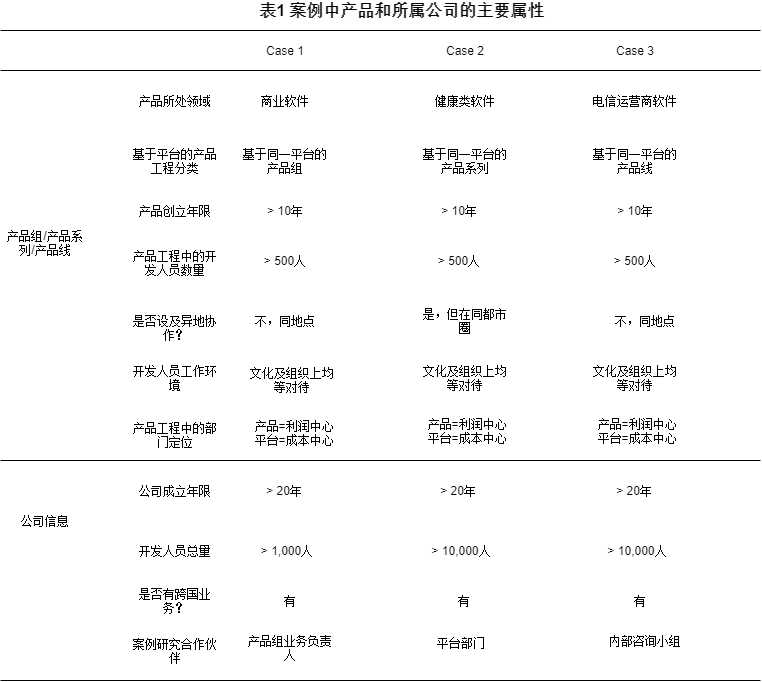 表1 案例中产品和所属公司的主要属性
Case 1
Case 2
Case 3
产品组/产品系
列/产品线
产品所处领域
商业软件
健康类软件
电信运营商软件
基于平台的产品
工程分类
基于同一平台的
产品组
基于同一平台的
产品系列
基于同一平台的
产品线
产品创立年限
> 10年
> 10年
> 10年
产品工程中的开
发人员数量
> 500人
> 500人
> 500人
是否设及异地协
作?
不，同地点
是，但在同都市
圈
不，同地点
开发人员工作环
境
文化及组织上均
等对待
文化及组织上均
等对待
文化及组织上均
等对待
产品工程中的部
门定位
产品=利润中心
平台=成本中心
产品=利润中心
平台=成本中心
产品=利润中心
平台=成本中心
公司信息
公司成立年限
> 20年
> 20年
> 20年
开发人员总量
> 1,000人
> 10,000人
> 10,000人
是否有跨国业
务?
有
有
有
案例研究合作伙
伴
产品组业务负责
人
平台部门
内部咨询小组